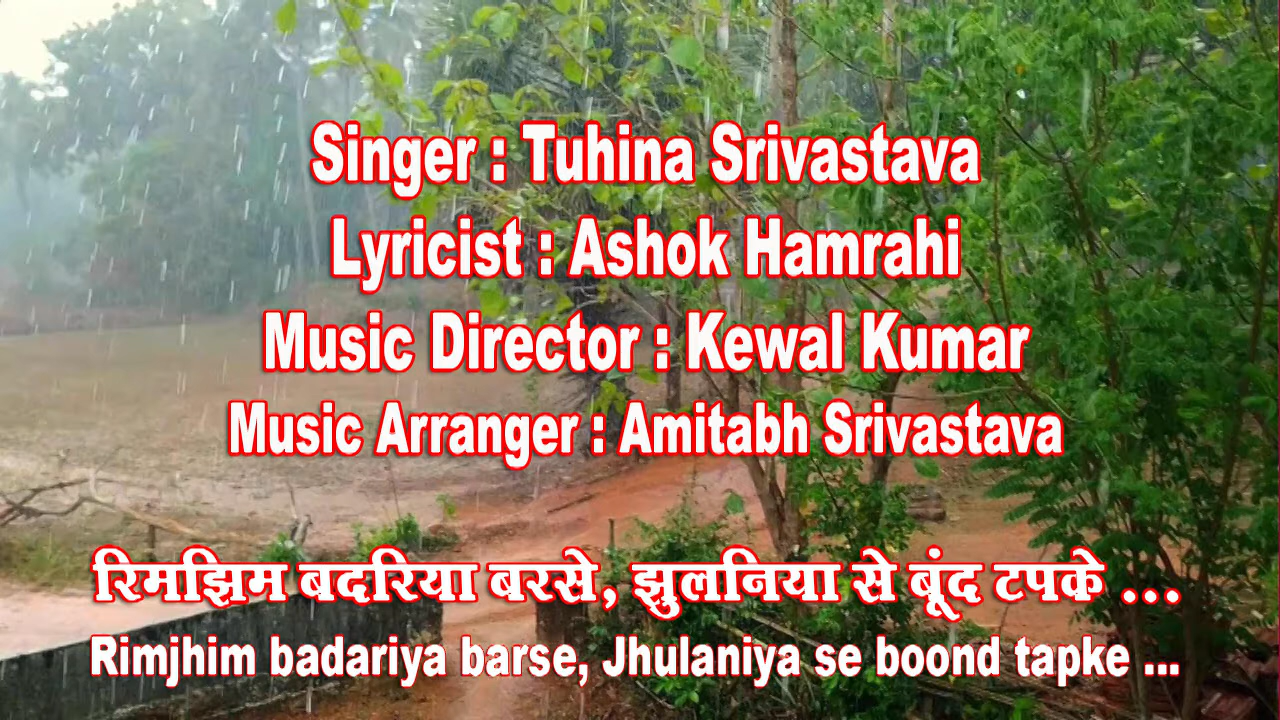 Singer : Tuhina Srivastava
Lyricist : Ashok Hamrahi
Music Director : Kewal Kumar
Music Arranger : Amitabh Srivastava
रिमझिम बदरिया बरसे, झुलनिया से बूंद टपके ...
Rimjhim badariya barse, Jhulaniya se boond tapke ...